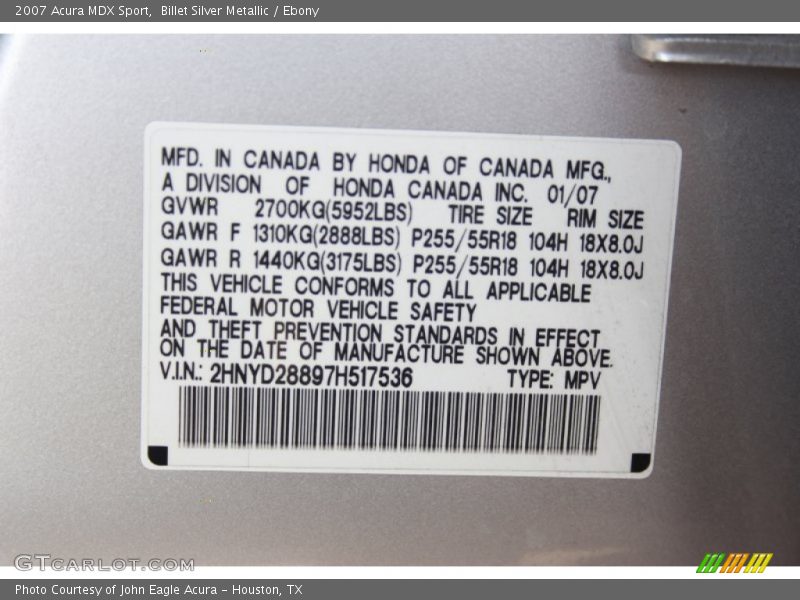 2007 Acura MDX Sport,  Billet Silver Metallic / Ebony
MFD. IN CANADA BY HONDA OF CANADA MFG.,
A DIVISION OF HONDA CANADA INC. 01/07
GVWR 2700KG(5952LBS) TIRE SIZE RIM SIZE
GAWR F 1310KG(2888LBS) P255/55R18 104H 18X8.0J
GAWR R 1440KG(3175LBS) P255/55R18 104H 18X8.0J
THIS VEHICLE CONFORMS TO ALL APPLICABLE
FEDERAL MOTOR VEHICLE SAFETY
AND THEFT PREVENTION STANDARDS IN EFFECT
ON THE DATE OF MANUFACTURE SHOWN ABOVE.
V.I.N.: 2HNYD28897H517536 TYPE: MPV
GTcarlot.com
Photo Courtesy of John Eagle Acura - Houston, TX